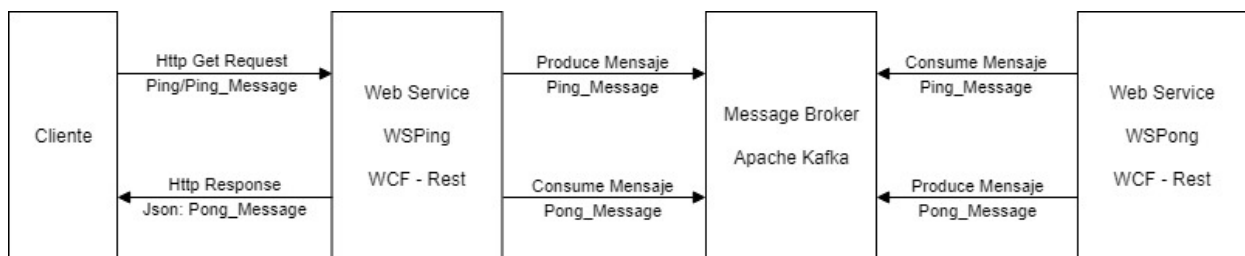 Cliente
Http Get Request
Ping/Ping_Message
Http Response
Json: Pong_Message
Web Service
WSPing
WCF - Rest
Produce Mensaje
Ping_Message
Consume Mensaje
Pong_Message
Message Broker
Apache Kafka
Consume Mensaje
Ping_Message
Produce Mensaje
Pong_Message
Web Service
WSPong
WCF - Rest